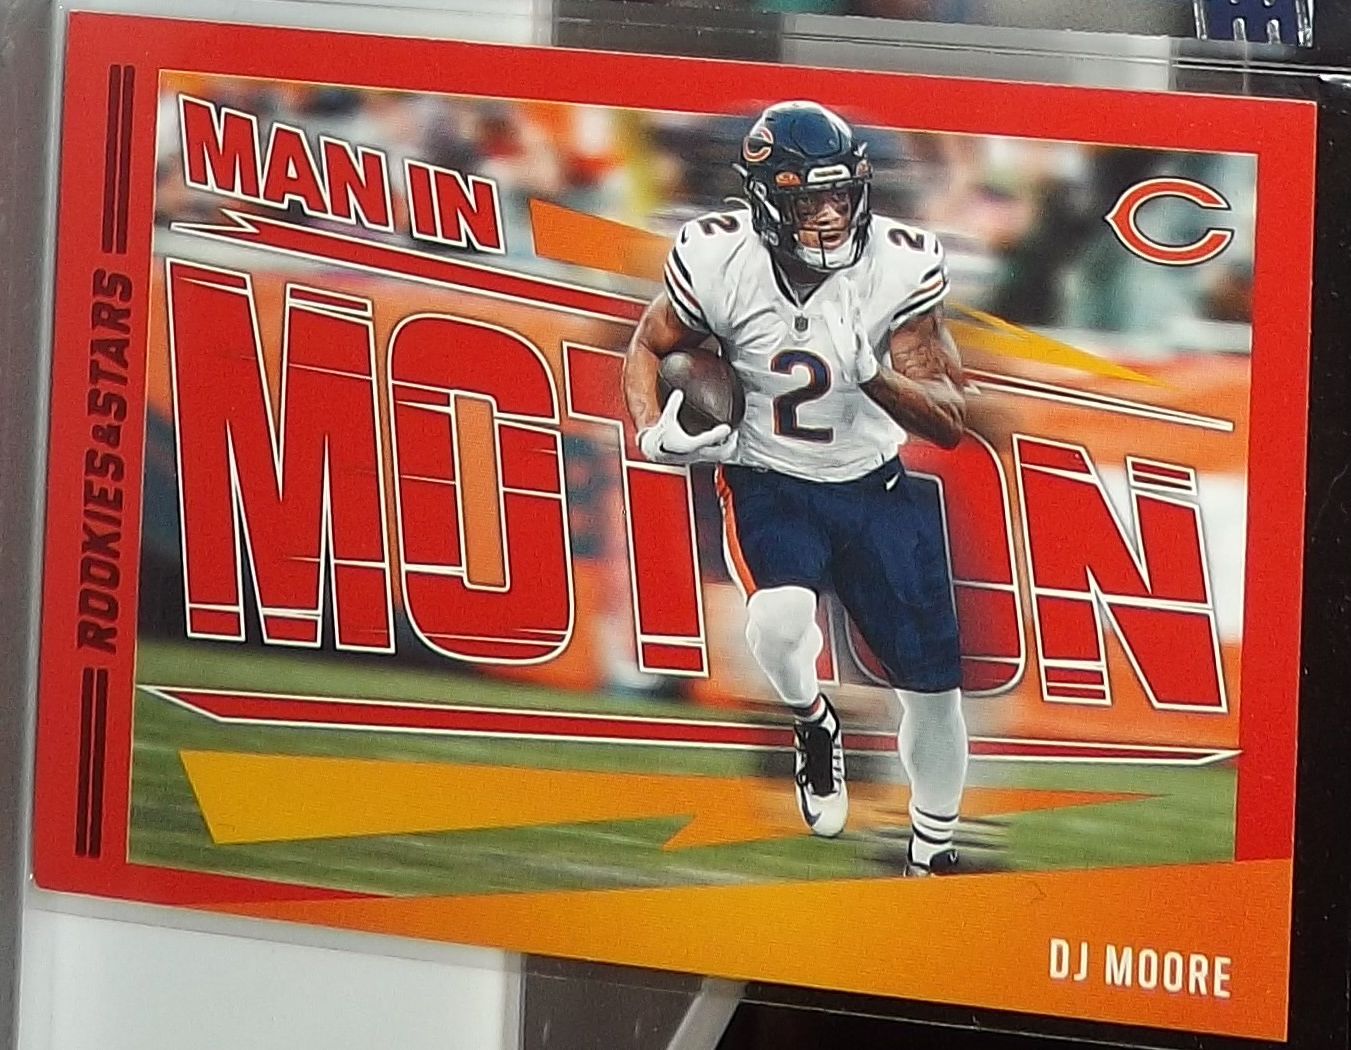 ROOKIES&STARS
MAN IN
MOTION
2
2
2
DJ MOORE